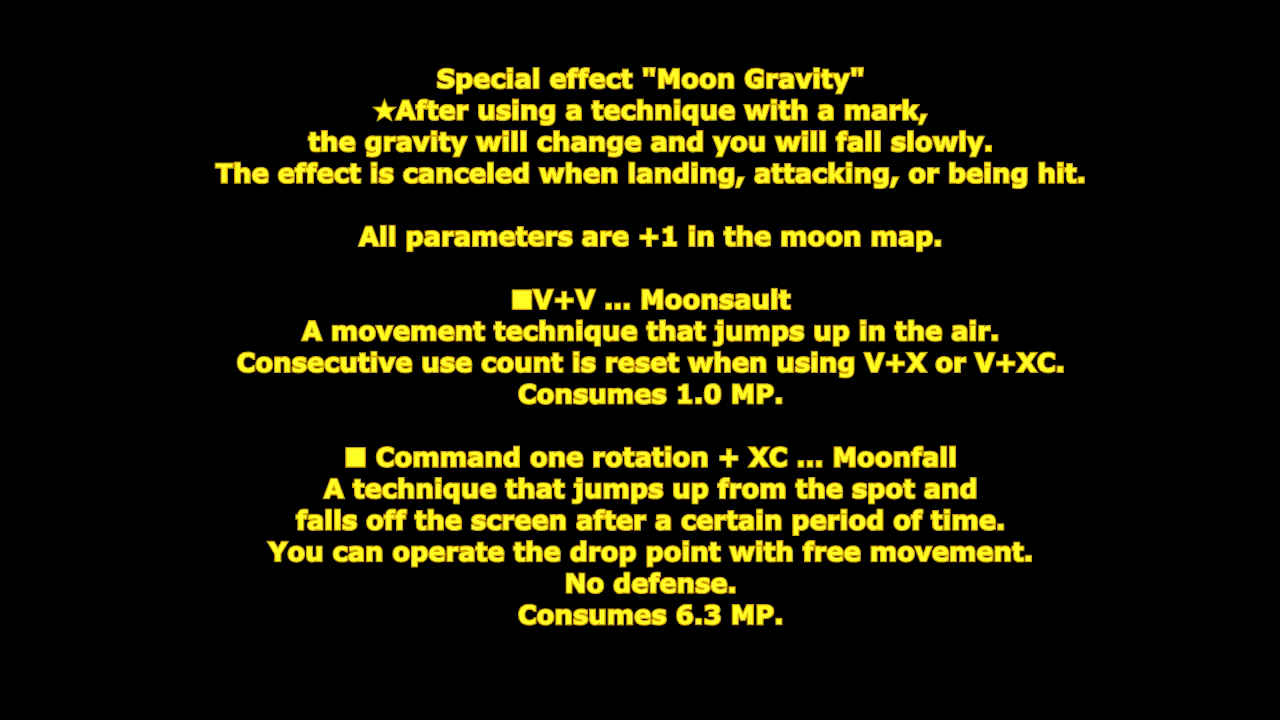 Special effect "Moon Gravity"
★After using a technique with a mark,
the gravity will change and you will fall slowly.
The effect is canceled when landing, attacking, or being hit.
All parameters are +1 in the moon map.
■V+V ... Moonsault
A movement technique that jumps up in the air.
Consecutive use count is reset when using V+X or V+XC.
Consumes 1.0 MP.
■ Command one rotation + XC ... Moonfall
A technique that jumps up from the spot and
falls off the screen after a certain period of time.
You can operate the drop point with free movement.
No defense.
Consumes 6.3 MP.